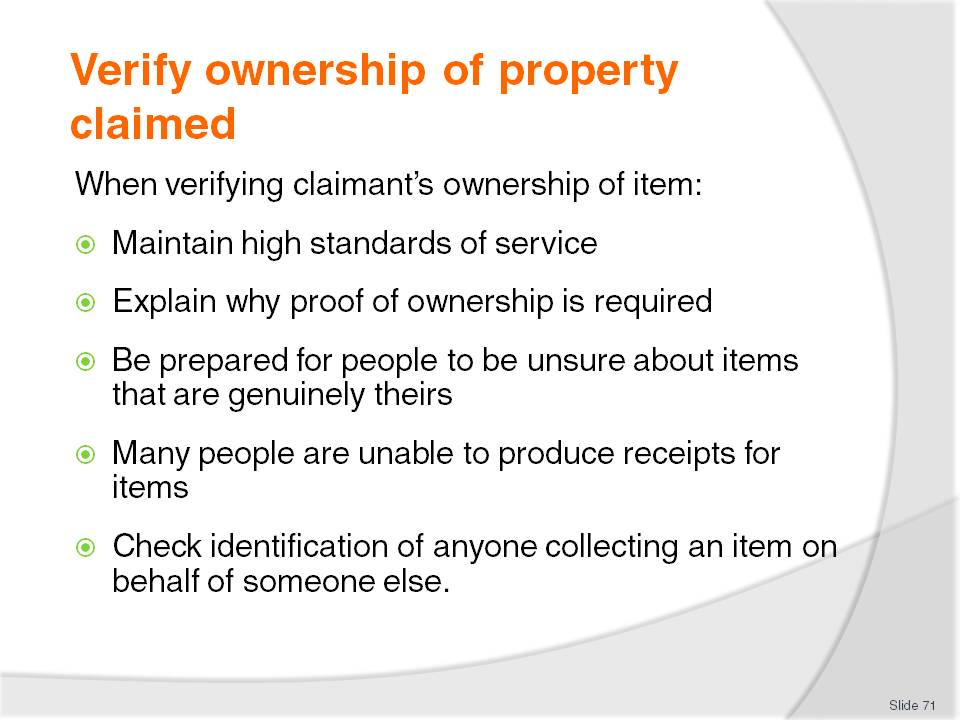 Verify ownership of property
claimed
When verifying claimant’s ownership of item:
Maintain high standards of service
Explain why proof of ownership is required
Be prepared for people to be unsure about items
that are genuinely theirs
Many people are unable to produce receipts for
items
Check identification of anyone collecting an item on
behalf of someone else.
Slide 71